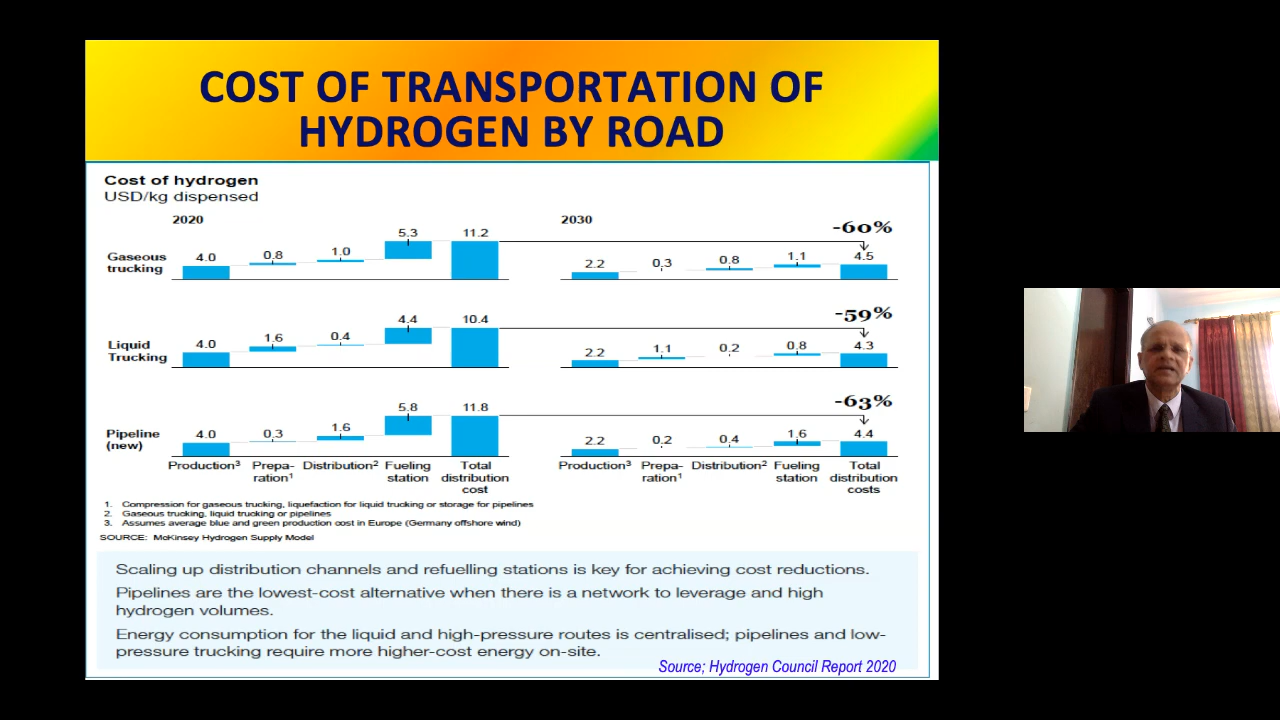 COST OF TRANSPORTATION OF
HYDROGEN BY ROAD
Cost of hydrogen
USD/kg dispensed
2020
2030
Gaseous
trucking
4.0 0.8 1.0 5.3 11.2
2.2 0.3 0.8 1.1 4.5
-60%
Liquid
Trucking
4.0 1.6 0.4 4.4 10.4
2.2 1.1 0.2 0.8 4.3
-59%
Pipeline
(new)
4.0 0.3 1.6 5.8 11.8
2.2 0.2 0.4 1.6 4.4
-63%
Production³ Prepa- Distribution² Fueling Total
ration¹ station distribution
cost
Production³ Prepa- Distribution² Fueling Total
ration¹ station distribution
costs
1. Compression for gaseous trucking, liquefaction for liquid trucking or storage for pipelines
2. Gaseous trucking, liquid trucking or pipelines
3. Assumes average blue and green production cost in Europe (Germany offshore wind)
SOURCE: McKinsey Hydrogen Supply Model
Scaling up distribution channels and refuelling stations is key for achieving cost reductions.
Pipelines are the lowest-cost alternative when there is a network to leverage and high
hydrogen volumes.
Energy consumption for the liquid and high-pressure routes is centralised; pipelines and low-
pressure trucking require more higher-cost energy on-site.
Source; Hydrogen Council Report 2020